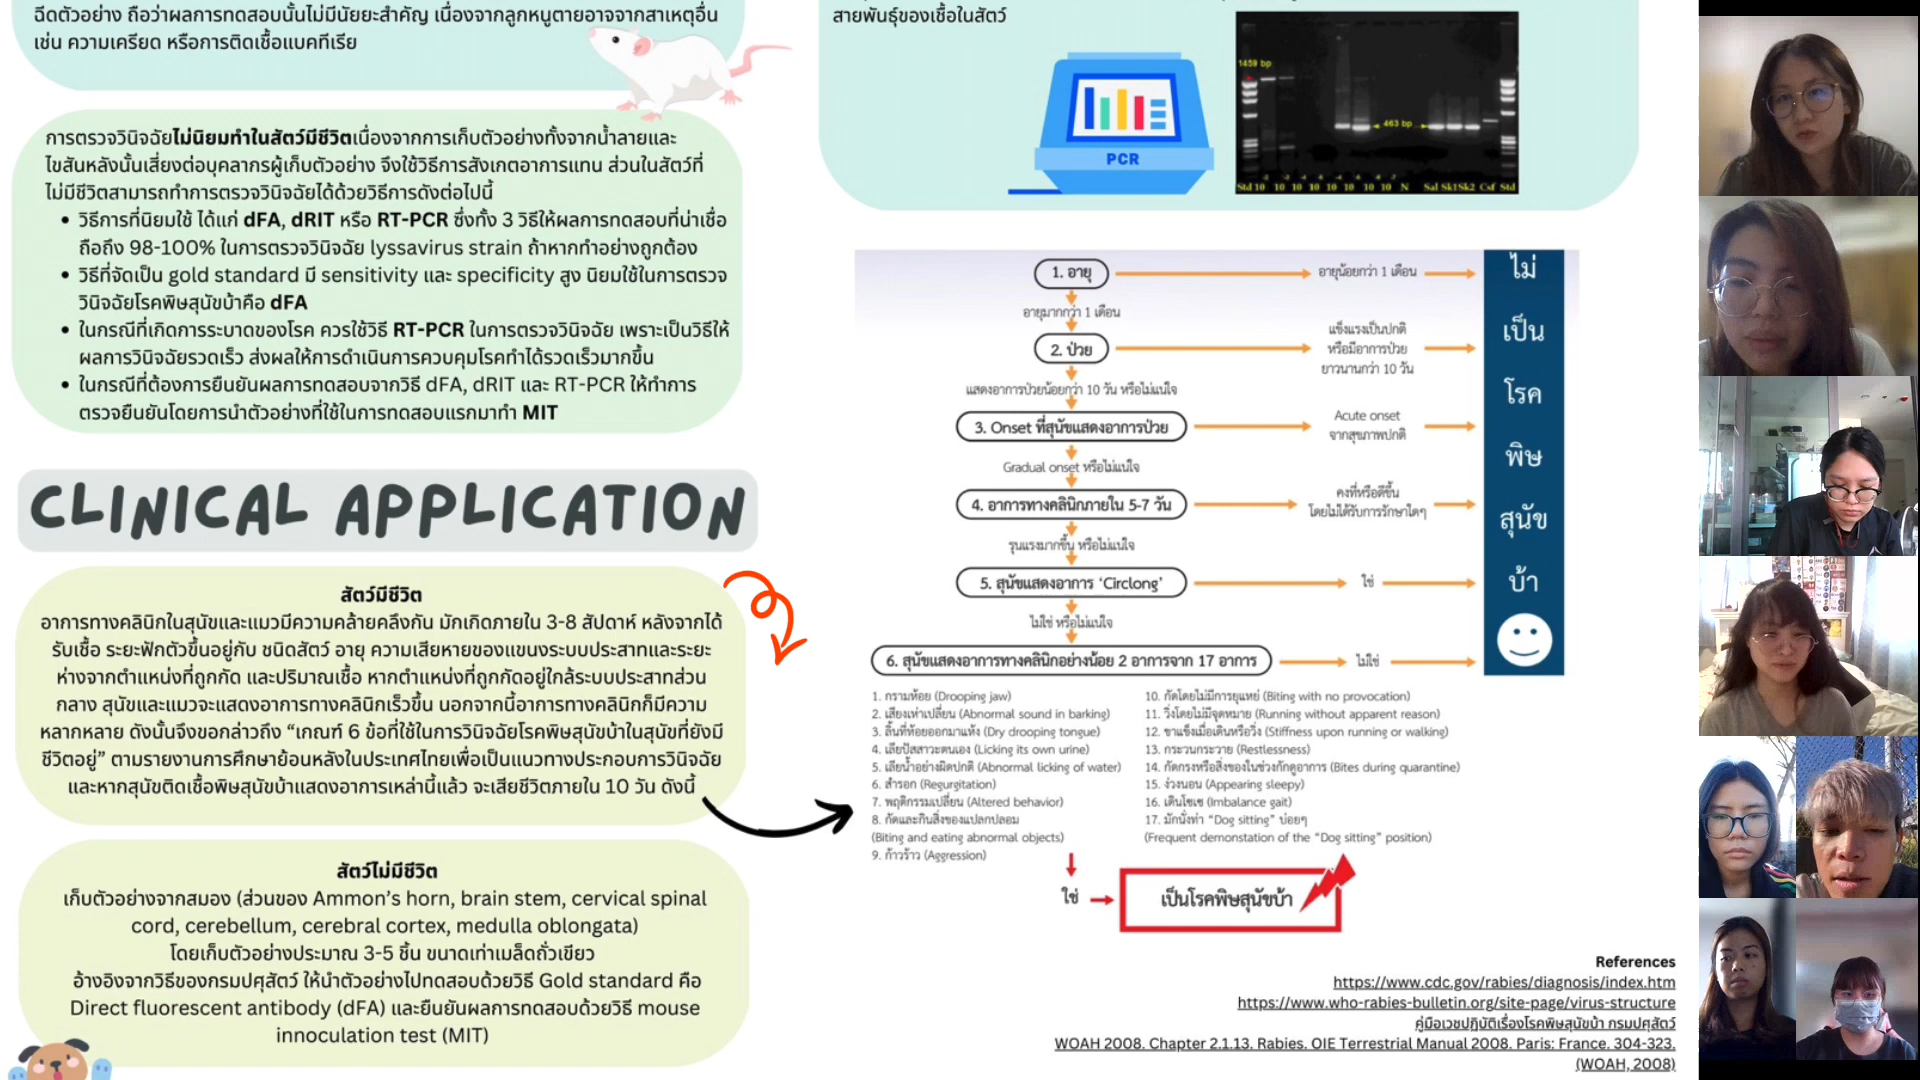 ฉีดตัวอย่าง ถือว่าผลการทดสอบนั้นไม่มีนัยยะสำคัญ เนื่องจากลูกหนูตายอาจจากสาเหตุอื่น
เช่น ความเครียด หรือการติดเชื้อแบคทีเรีย
การตรวจวินิจฉัยไม่นิยมทำในสัตว์มีชีวิตเนื่องจากการเก็บตัวอย่างทั้งจากน้ำลายและ
ไขสันหลังนั้นเสี่ยงต่อบุคลากรผู้เก็บตัวอย่าง จึงใช้วิธีการสังเกตอาการแทน ส่วนในสัตว์ที่
ไม่มีชีวิตสามารถทำการตรวจวินิจฉัยได้ด้วยวิธีการดังต่อไปนี้
• วิธีการที่นิยมใช้ ได้แก่ dFA, dRIT หรือ RT-PCR ซึ่งทั้ง 3 วิธีให้ผลการทดสอบที่น่าเชื่อ
ถือถึง 98-100% ในการตรวจวินิจฉัย lyssavirus strain ถ้าหากทำอย่างถูกต้อง
• วิธีที่จัดเป็น gold standard มี sensitivity และ specificity สูง นิยมใช้ในการตรวจ
วินิจฉัยโรคพิษสุนัขบ้าคือ dFA
• ในกรณีที่เกิดการระบาดของโรค ควรใช้วิธี RT-PCR ในการตรวจวินิจฉัย เพราะเป็นวิธีให้
ผลการวินิจฉัยรวดเร็ว ส่งผลให้การดำเนินการควบคุมโรคทำได้รวดเร็วมากขึ้น
• ในกรณีที่ต้องการยืนยันผลการทดสอบจากวิธี dFA, dRIT และ RT-PCR ให้ทำการ
ตรวจยืนยันโดยการนำตัวอย่างที่ใช้ในการทดสอบแรกมาทำ MIT
CLINICAL APPLICATION
สัตว์มีชีวิต
อาการทางคลินิกในสุนัขและแมวมีความคล้ายคลึงกัน มักเกิดภายใน 3-8 สัปดาห์ หลังจากได้
รับเชื้อ ระยะฟักตัวขึ้นอยู่กับ ชนิดสัตว์ อายุ ความเสียหายของแขนงระบบประสาทและระยะ
ห่างจากตำแหน่งที่ถูกกัด และปริมาณเชื้อ หากตำแหน่งที่ถูกกัดอยู่ใกล้ระบบประสาทส่วน
กลาง สุนัขและแมวจะแสดงอาการทางคลินิกเร็วขึ้น นอกจากนี้อาการทางคลินิกก็มีความ
หลากหลาย ดังนั้นจึงขอกล่าวถึง “เกณฑ์ 6 ข้อที่ใช้ในการวินิจฉัยโรคพิษสุนัขบ้าในสุนัขที่ยังมี
ชีวิตอยู่” ตามรายงานการศึกษาย้อนหลังในประเทศไทยเพื่อเป็นแนวทางประกอบการวินิจฉัย
และหากสุนัขติดเชื้อพิษสุนัขบ้าแสดงอาการเหล่านี้แล้ว จะเสียชีวิตภายใน 10 วัน ดังนี้
สัตว์ไม่มีชีวิต
เก็บตัวอย่างจากสมอง (ส่วนของ Ammon’s horn, brain stem, cervical spinal
cord, cerebellum, cerebral cortex, medulla oblongata)
โดยเก็บตัวอย่างประมาณ 3-5 ชิ้น ขนาดเท่าเมล็ดถั่วเขียว
อ้างอิงจากวิธีของกรมปศุสัตว์ ให้นำตัวอย่างไปทดสอบด้วยวิธี Gold standard คือ
Direct fluorescent antibody (dFA) และยืนยันผลการทดสอบด้วยวิธี mouse
innoculation test (MIT)
สายพันธุ์ของเชื้อในสัตว์
PCR
1459 bp
463 bp
Std 10 10 10 10 10 10 10 10 N Sal Sk1 Sk2 Csf Std
1. อายุ
อายุน้อยกว่า 1 เดือน
อายุมากกว่า 1 เดือน
2. ป่วย
แข็งแรงเป็นปกติ
หรือมีอาการป่วย
ยาวนานกว่า 10 วัน
แสดงอาการป่วยน้อยกว่า 10 วัน หรือไม่แน่ใจ
3. Onset ที่สุนัขแสดงอาการป่วย
Acute onset
จากสุขภาพปกติ
Gradual onset หรือไม่แน่ใจ
4. อาการทางคลินิกภายใน 5-7 วัน
คงที่หรือดีขึ้น
โดยไม่ได้รับการรักษาใดๆ
รุนแรงมากขึ้น หรือไม่แน่ใจ
5. สุนัขแสดงอาการ ‘Circlong’
ใช่
ไม่ใช่ หรือไม่แน่ใจ
6. สุนัขแสดงอาการทางคลินิกอย่างน้อย 2 อาการจาก 17 อาการ
ไม่ใช่
ไม่
เป็น
โรค
พิษ
สุนัข
บ้า
1. กรามห้อย (Drooping jaw)
2. เสียงเห่าเปลี่ยน (Abnormal sound in barking)
3. ลิ้นที่ห้อยออกมาแห้ง (Dry drooping tongue)
4. เลียปัสสาวะตนเอง (Licking its own urine)
5. เลียน้ำอย่างผิดปกติ (Abnormal licking of water)
6. สำรอก (Regurgitation)
7. พฤติกรรมเปลี่ยน (Altered behavior)
8. กัดและกินสิ่งของแปลกปลอม
(Biting and eating abnormal objects)
9. ก้าวร้าว (Aggression)
10. กัดโดยไม่มีการยุแหย่ (Biting with no provocation)
11. วิ่งโดยไม่มีจุดหมาย (Running without apparent reason)
12. ขาแข็งเมื่อเดินหรือวิ่ง (Stiffness upon running or walking)
13. กระวนกระวาย (Restlessness)
14. กัดกรงหรือสิ่งของในช่วงกักดูอาการ (Bites during quarantine)
15. ง่วงนอน (Appearing sleepy)
16. เดินโซเซ (Imbalance gait)
17. มักนั่งท่า “Dog sitting” บ่อยๆ
(Frequent demonstation of the “Dog sitting” position)
ใช่
เป็นโรคพิษสุนัขบ้า
References
https://www.cdc.gov/rabies/diagnosis/index.htm
https://www.who-rabies-bulletin.org/site-page/virus-structure
คู่มือเวชปฏิบัติเรื่องโรคพิษสุนัขบ้า กรมปศุสัตว์
WOAH 2008. Chapter 2.1.13. Rabies. OIE Terrestrial Manual 2008. Paris: France. 304-323.
(WOAH, 2008)